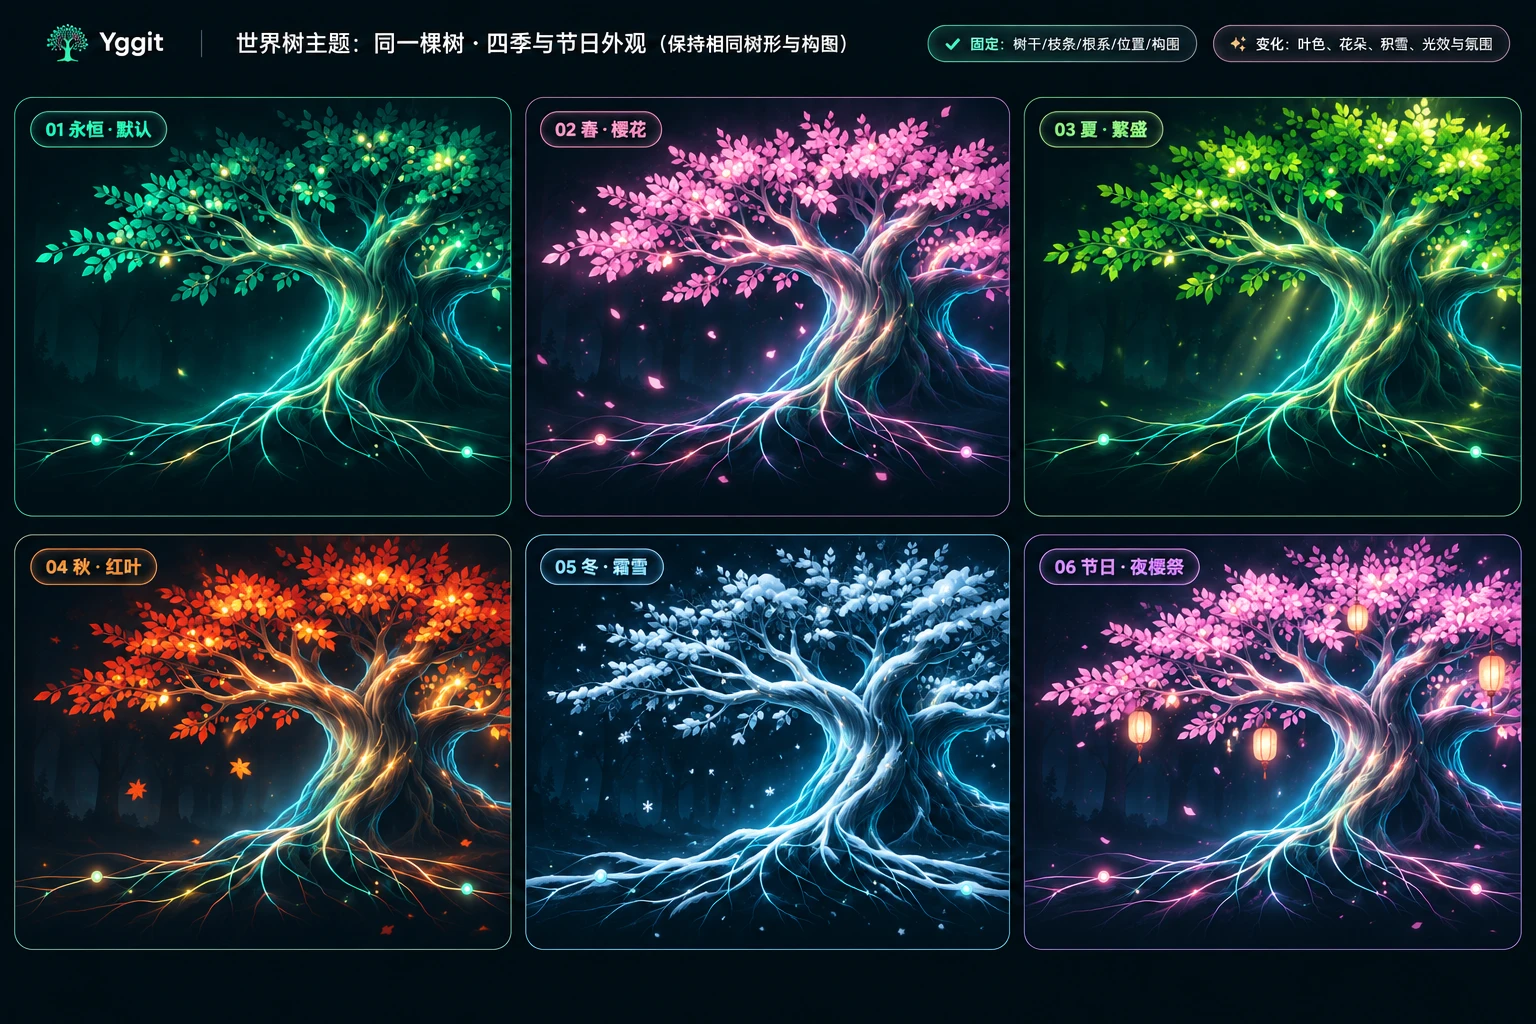 Yggit
世界树主题：同一棵树 · 四季与节日外观（保持相同树形与构图）
固定：树干/枝条/根系/位置/构图
变化：叶色、花朵、积雪、光效与氛围
01 永恒 · 默认
02 春 · 樱花
03 夏 · 繁盛
04 秋 · 红叶
05 冬 · 霜雪
06 节日 · 夜樱祭